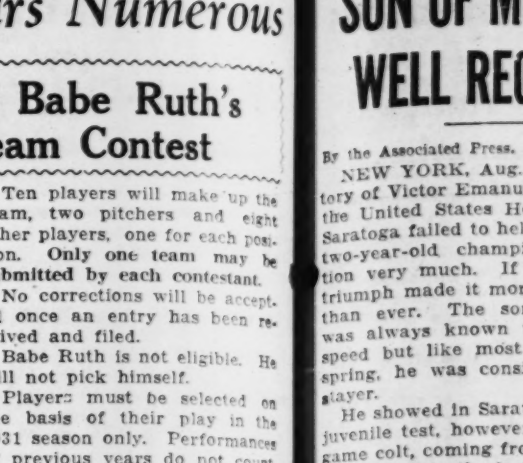 rs Numerous
Babe Ruth's
eam Contest
Ten players will make up the
am, two pitchers and eight
her players, one for each posi-
on. Only one team may be
bmitted by each contestant.
No corrections will be accept-
once an entry has been re-
ived and filed.
Babe Ruth is not eligible. He
ll not pick himself.
Players must be selected on
e basis of their play in the
31 season only. Performances
previous years do not count
SON OF M
WELL REC
By the Associated Press.
NEW YORK, Aug.
tory of Victor Emanu
the United States H
Saratoga failed to hel
two-year-old champi
tion very much. If
triumph made it mor
than ever. The so
was always known
speed but like most
spring, he was cons
stayer.
He showed in Sara
juvenile test, howeve
game colt, coming fr